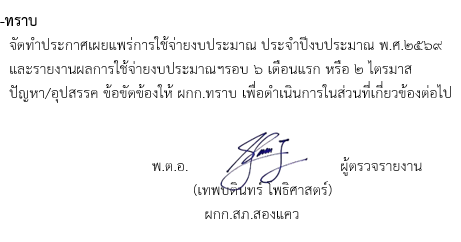 -ทราบ
จัดทำประกาศเผยแพร่การใช้จ่ายงบประมาณ ประจำปีงบประมาณ พ.ศ.๒๕๖๙
และรายงานผลการใช้จ่ายงบประมาณฯรอบ ๖ เดือนแรก หรือ ๒ ไตรมาส
ปัญหา/อุปสรรค ข้อขัดข้องให้ ผกก.ทราบ เพื่อดำเนินการในส่วนที่เกี่ยวข้องต่อไป
พ.ต.อ. ผู้ตรวจรายงาน
(เทพบดินทร์ โพธิศาสตร์)
ผกก.สภ.สองแคว